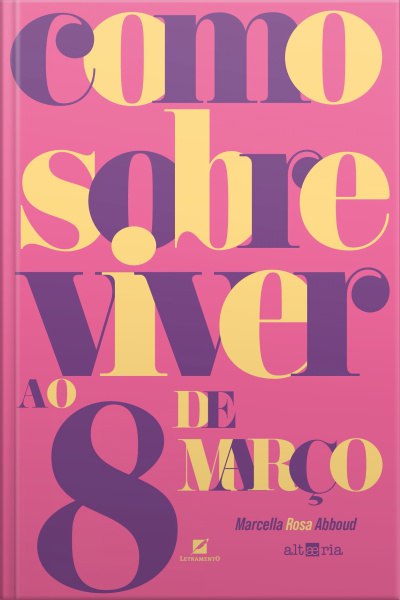 como
sobre
viver
AO
8
DE
MARÇO
Marcella Rosa Abboud
LETRAMENTO
altæria